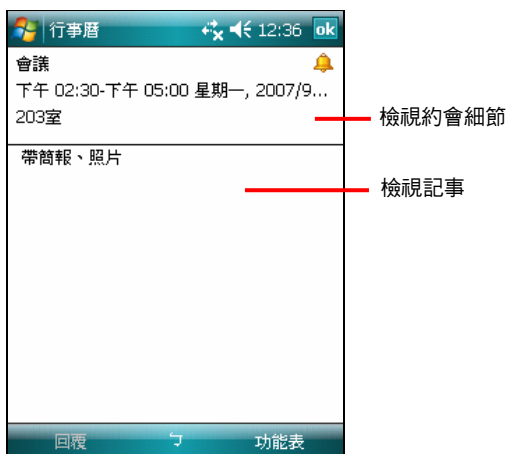 行事曆 12:36 ok
會議
下午 02:30-下午 05:00 星期一, 2007/9...
203室
檢視約會細節
帶簡報、照片
檢視記事
回覆 ㄅ 功能表